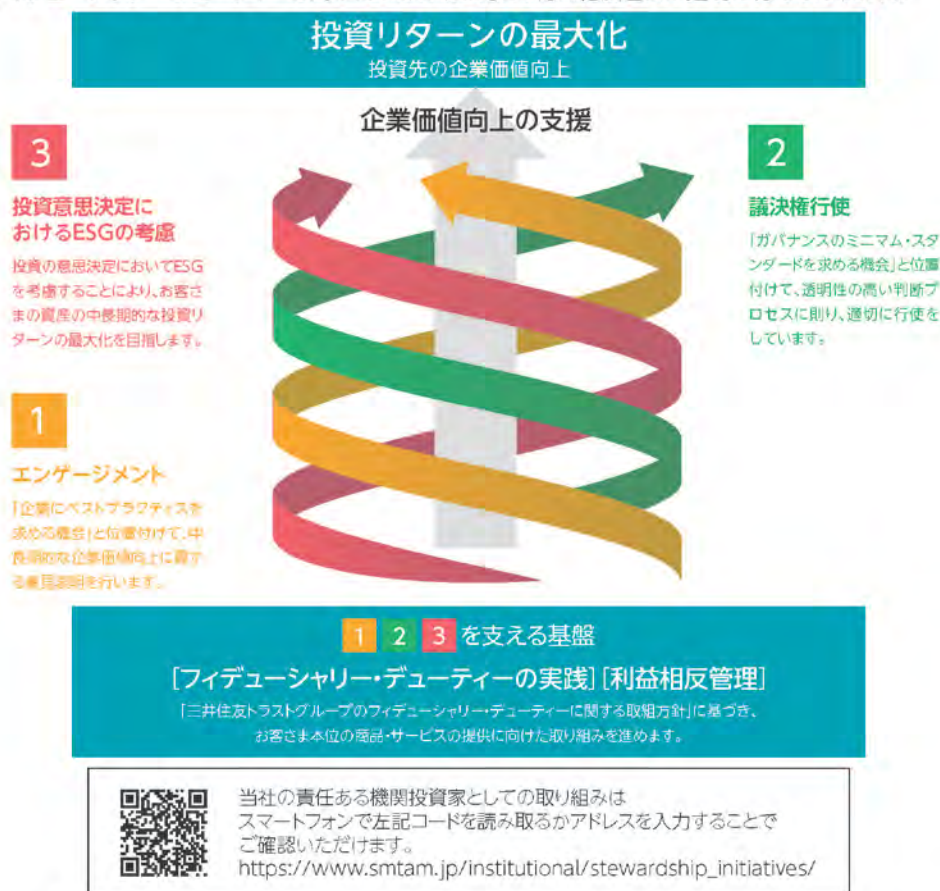 投資リターンの最大化
投資先の企業価値向上
企業価値向上の支援
3
投資意思決定に
おけるESGの考慮
投資の意思決定においてESG
を考慮することにより、お客さ
まの資産の中長期的な投資リ
ターンの最大化を目指します。
2
議決権行使
「ガバナンスのミニマム・スタ
ンダードを求める機会」と位置
付けて、透明性の高い判断プ
ロセスに則り、適切に行使を
しています。
1
エンゲージメント
「企業にベストプラクティスを
求める機会」と位置付けて、中
長期的な企業価値向上に資す
る意見表明を行います。
1 2 3 を支える基盤
[フィデューシャリー・デューティーの実践][利益相反管理]
「三井住友トラストグループのフィデューシャリー・デューティーに関する取組方針」に基づき、
お客さま本位の商品・サービスの提供に向けた取り組みを進めます。
当社の責任ある機関投資家としての取り組みは
スマートフォンで左記コードを読み取るかアドレスを入力することで
ご確認いただけます。
https://www.smtam.jp/institutional/stewardship_initiatives/